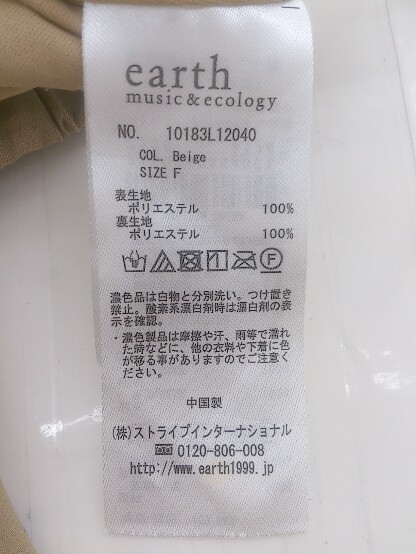 earth
music&ecology
NO. 10183L12040
COL. Beige
SIZE F
表生地
ポリエステル 100%
裏生地
ポリエステル 100%
濃色品は白物と分別洗い。つけ置き
禁止。酸素系漂白剤時は漂白剤の表
示を確認。
・濃色製品は摩擦や汗、雨等で濡れ
た時などに、他の衣料や下着に色
が移る事がありますのでご注意く
ださい。
中国製
(株)ストライプインターナショナル
0120-806-008
http://www.earth1999.jp